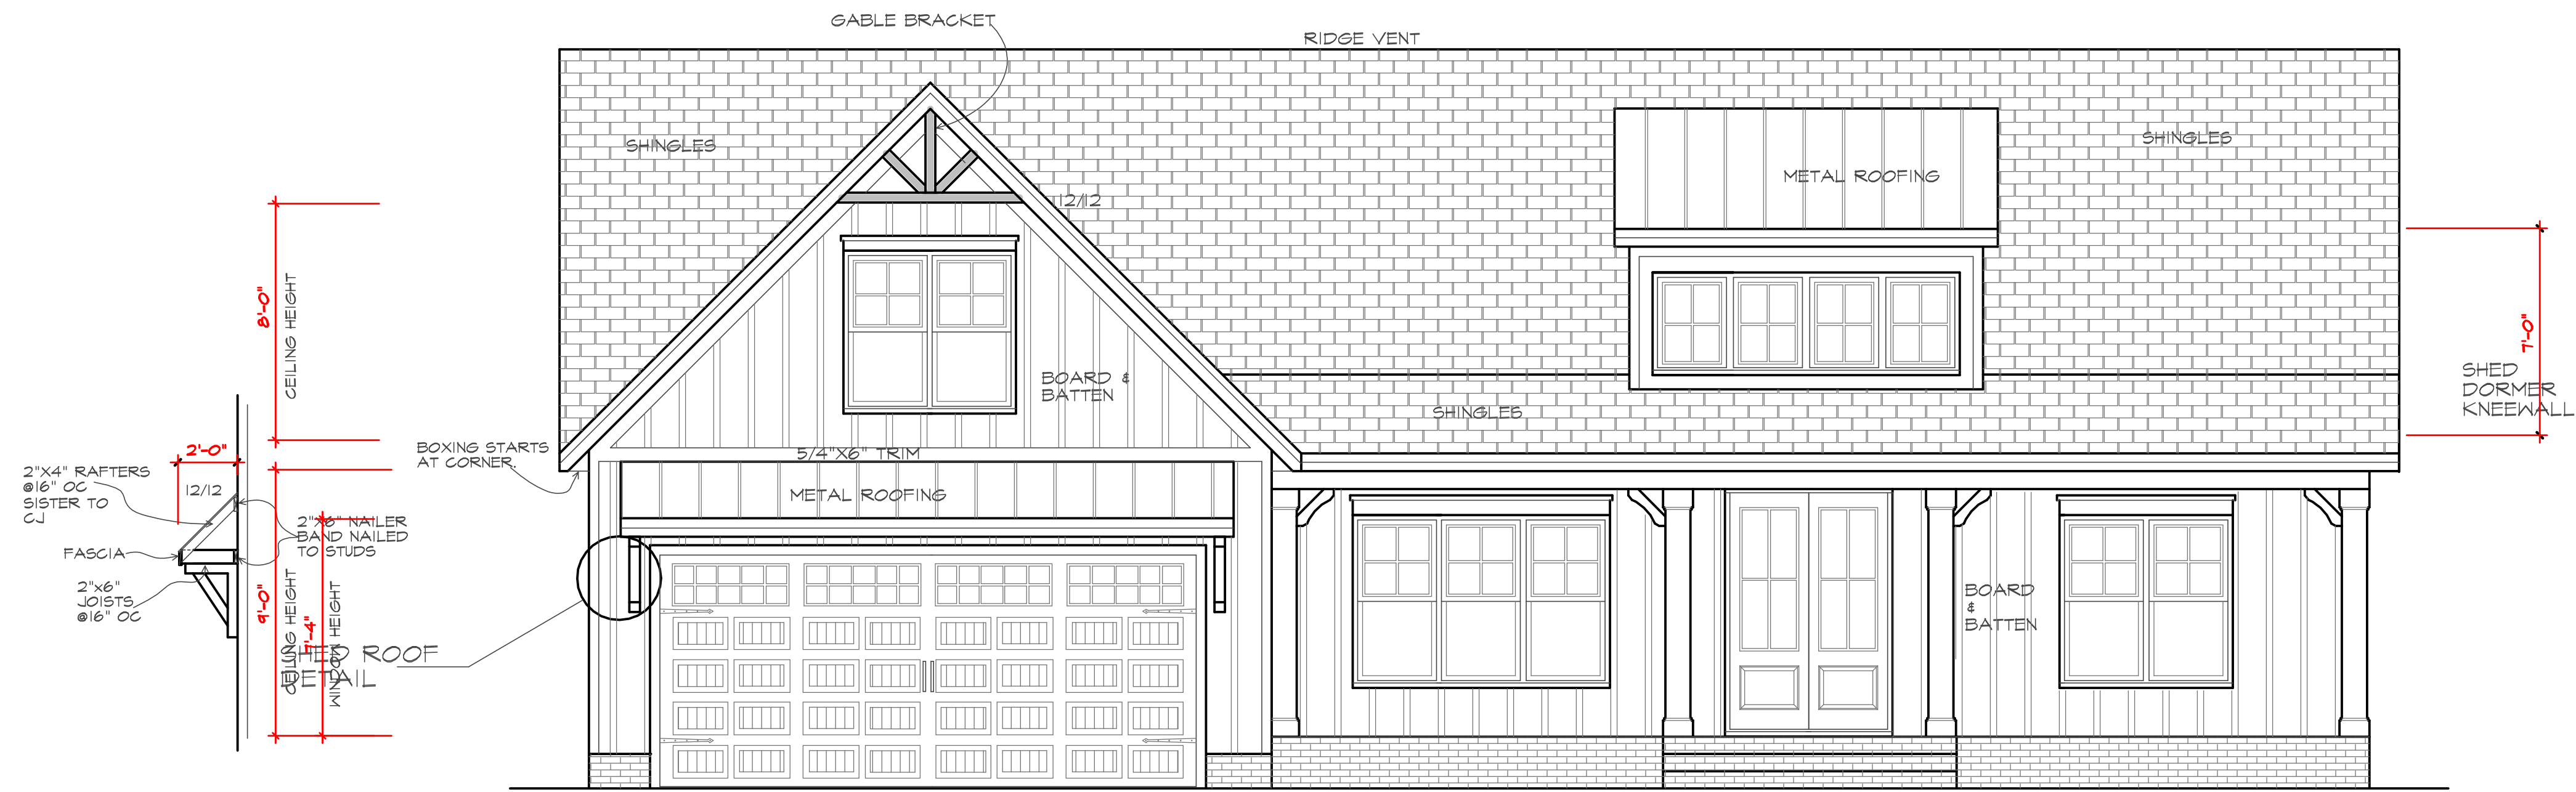 GABLE BRACKET
RIDGE VENT
SHINGLES
SHINGLES
METAL ROOFING
12/12
8'-0"
CEILING HEIGHT
7'-0"
SHED
DORMER
KNEEWALL
BOARD &
BATTEN
SHINGLES
BOXING STARTS
AT CORNER.
5/4"X6" TRIM
METAL ROOFING
2'-0"
2"X4" RAFTERS
@16" OC
SISTER TO
CJ
12/12
2"X6" NAILER
BAND NAILED
TO STUDS
FASCIA
2"x6"
JOISTS
@16" OC
9'-0"
CEILING HEIGHT
7'-4"
WINDOW HEIGHT
SHED ROOF
DETAIL
BOARD
&
BATTEN